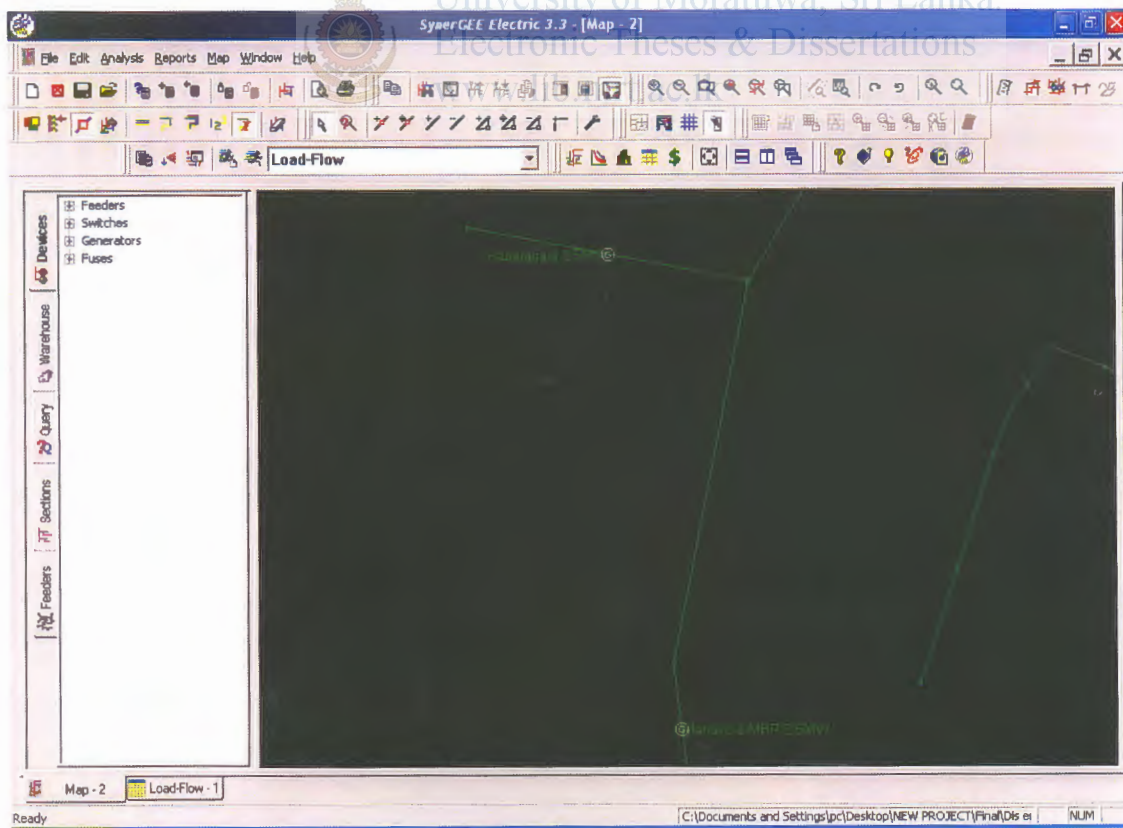 University of Moratuwa, Sri Lanka.
SynerGEE Electric 3.3 - [Map - 2]
Electronic Theses & Dissertations
File Edit Analysis Reports Map Window Help
Load-Flow
Feeders
Switches
Generators
Fuses
Devices
Warehouse
Query
Sections
Feeders
Map - 2
Load-Flow - 1
Ready
C:\Documents and Settings\pc\Desktop\NEW PROJECT\Final\Dis er
NUM